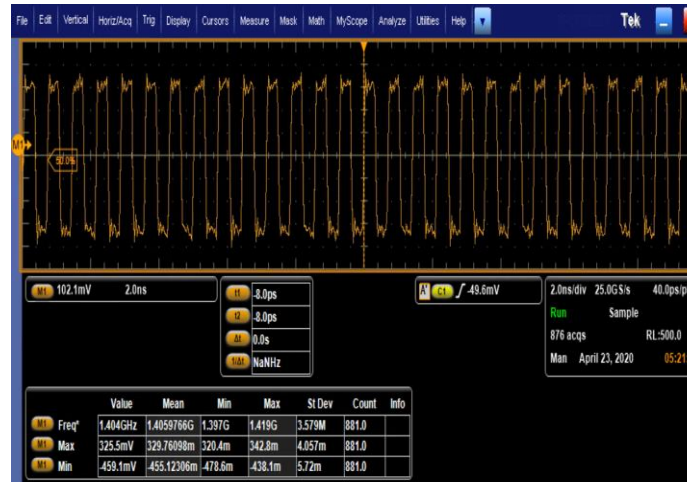 File Edit Vertical Horiz/Acq Trig Display Cursors Measure Mask Math MyScope Analyze Utilities Help Tek
M1
50.0%
M1 102.1mV 2.0ns
t1 -8.0ps
t2 -8.0ps
Δt 0.0s
1/Δt NaNHz
A' C1 -49.6mV
2.0ns/div 25.0GS/s 40.0ps/p
Run Sample
876 acqs RL:500.0
Man April 23, 2020 05:21
Value Mean Min Max St Dev Count Info
M1 Freq* 1.404GHz 1.4059766G 1.397G 1.419G 3.579M 881.0
M1 Max 325.5mV 329.76098m 320.4m 342.8m 4.057m 881.0
M1 Min -459.1mV -455.12306m -478.6m -438.1m 5.72m 881.0